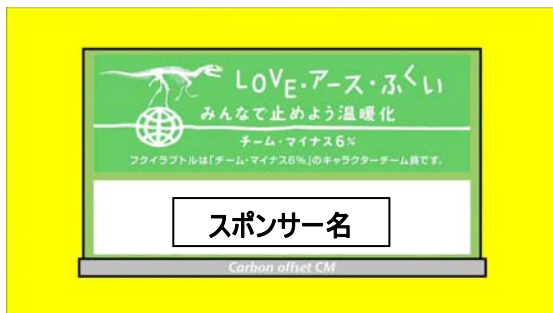 LOVE・アース・ふくい
みんなで止めよう温暖化
チーム・マイナス6%
フクイラプトルは「チーム・マイナス6%」のキャラクターチーム員です。
スポンサー名
Carbon offset CM